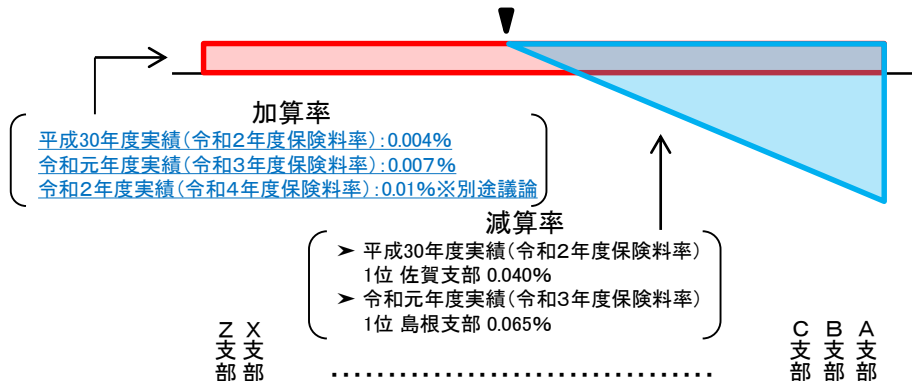 加算率
平成30年度実績(令和２年度保険料率):0.004%
令和元年度実績(令和３年度保険料率):0.007%
令和２年度実績(令和４年度保険料率):0.01%※別途議論
減算率
➤ 平成30年度実績(令和２年度保険料率)
1位 佐賀支部 0.040%
➤ 令和元年度実績(令和３年度保険料率)
1位 島根支部 0.065%
Ｚ支部
Ｘ支部
……………………………
Ｃ支部
Ｂ支部
Ａ支部